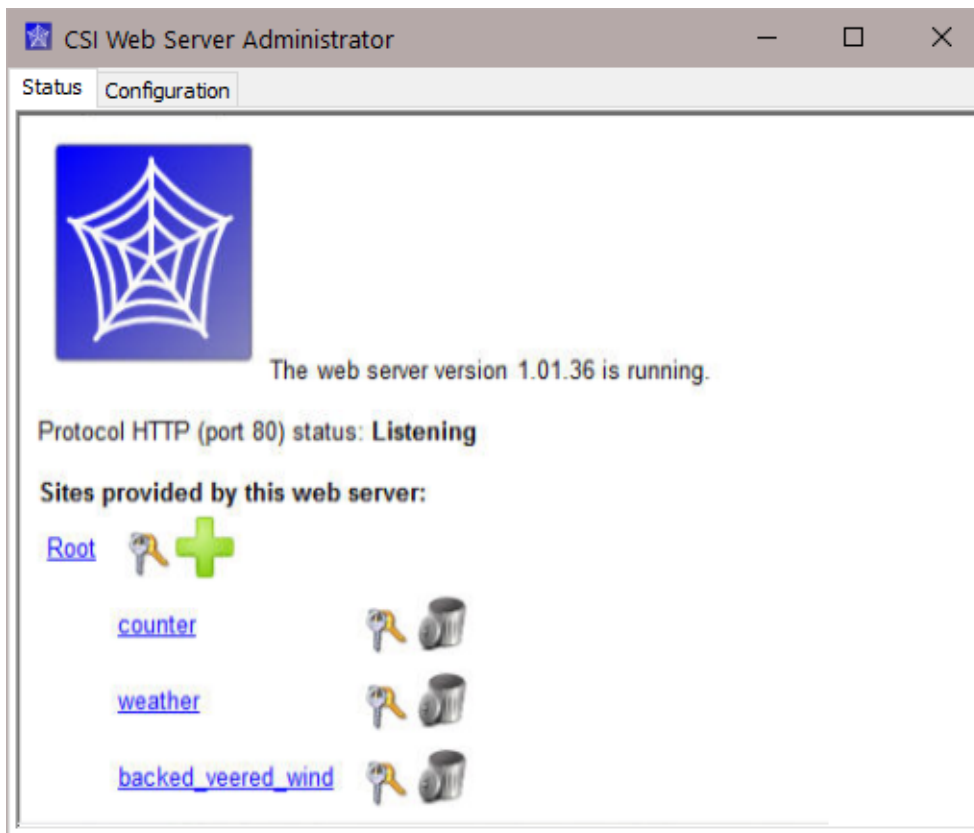 CSI Web Server Administrator
Status Configuration
The web server version 1.01.36 is running.
Protocol HTTP (port 80) status: Listening
Sites provided by this web server:
Root
counter
weather
backed_veered_wind